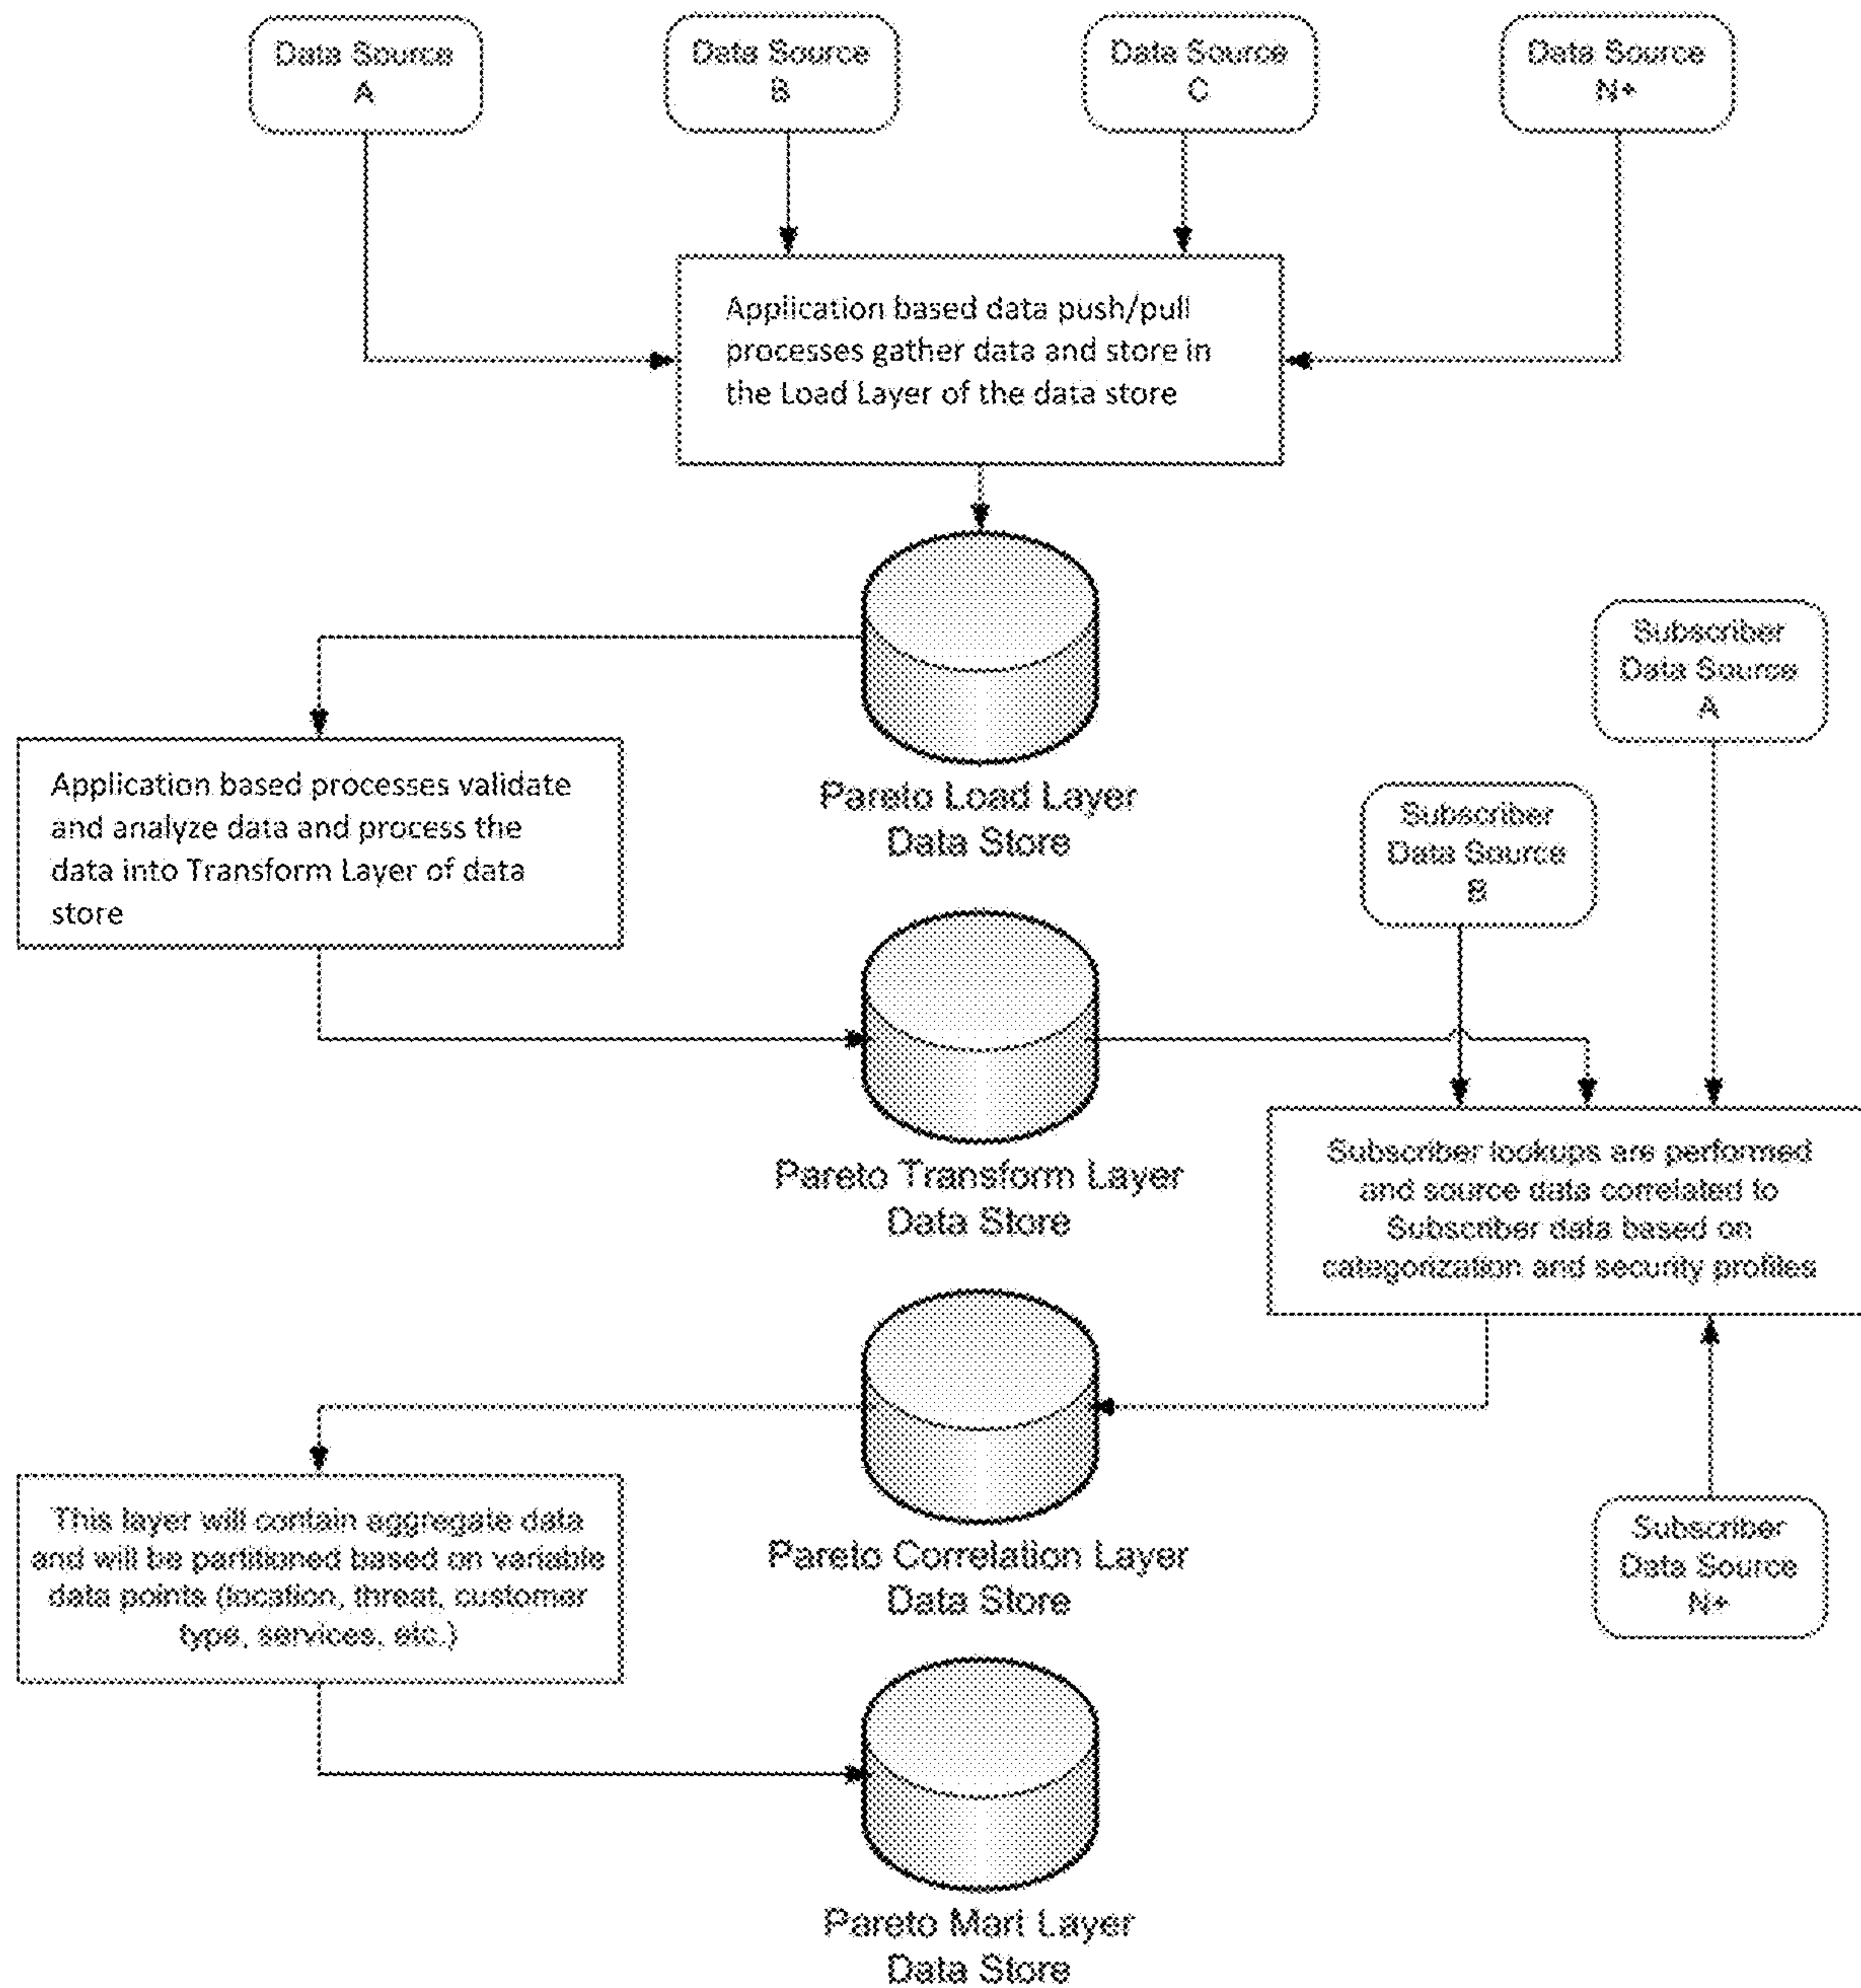 Data Source
A
Data Source
B
Data Source
C
Data Source
N+
Application based data push/pull
processes gather data and store in
the Load Layer of the data store
Pareto Load Layer
Data Store
Subscriber
Data Source
A
Application based processes validate
and analyze data and process the
data into Transform Layer of data
store
Subscriber
Data Source
B
Pareto Transform Layer
Data Store
Subscriber lookups are performed
and source data correlated to
Subscriber data based on
categorization and security profiles
Pareto Correlation Layer
Data Store
This layer will contain aggregate data
and will be partitioned based on variable
data points (location, threat, customer
type, services, etc.)
Subscriber
Data Source
N+
Pareto Mart Layer
Data Store